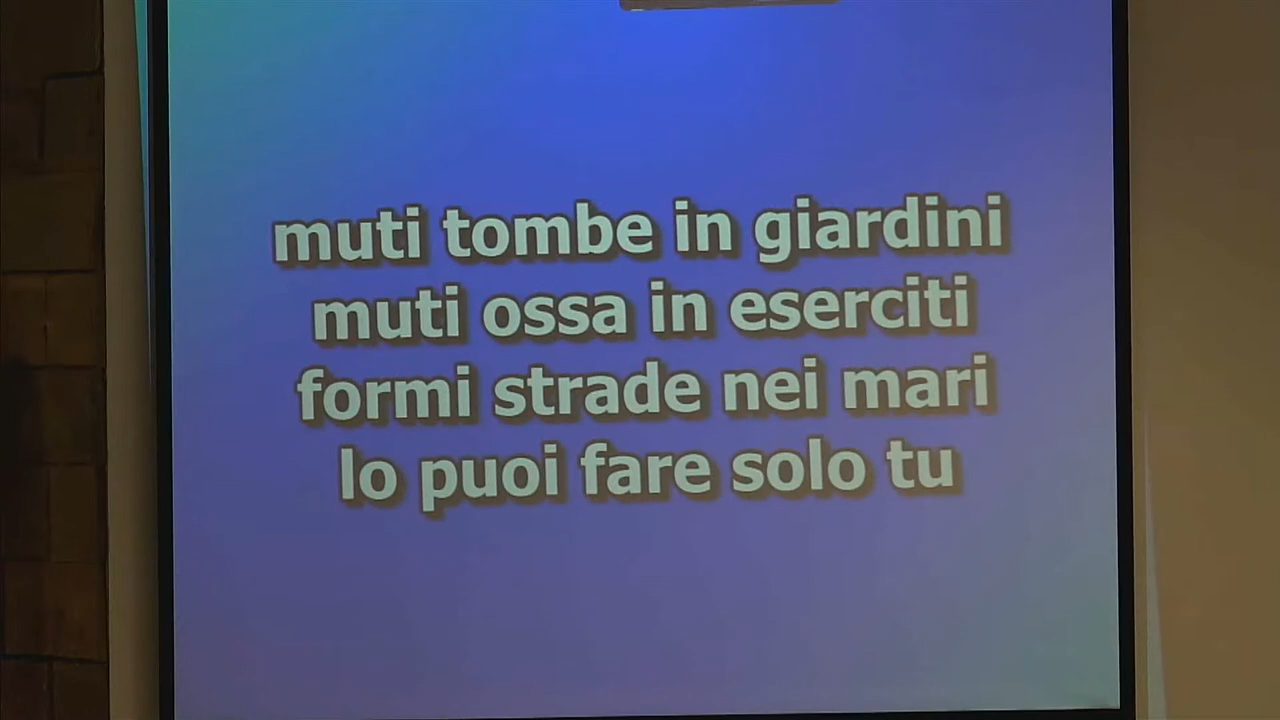 muti tombe in giardini
muti ossa in eserciti
formi strade nei mari
lo puoi fare solo tu